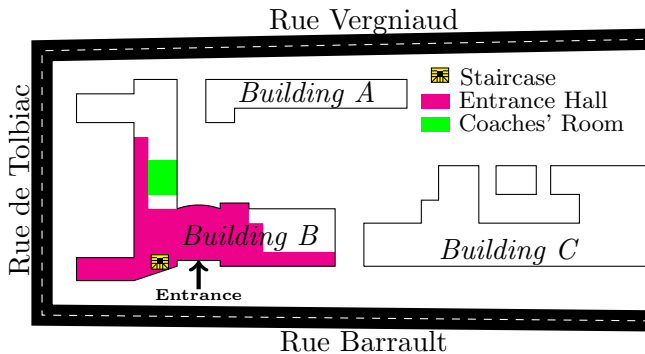 Rue Vergniaud
Staircase
Building A
Entrance Hall
Coaches' Room
Rue de Tolbiac
Building B
Building C
Entrance
Rue Barrault